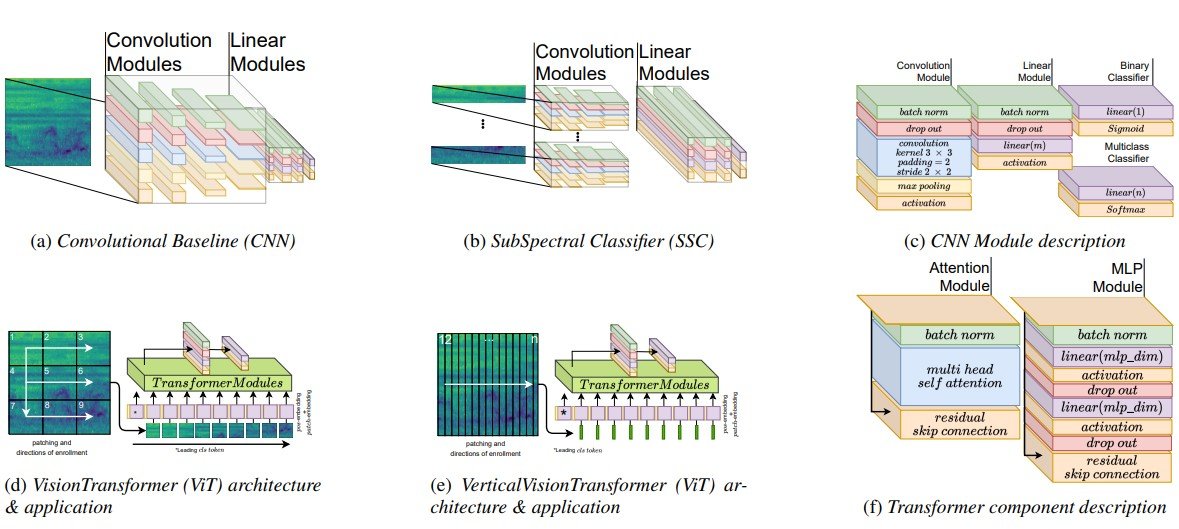 Convolution
Modules
Linear
Modules
(a) Convolutional Baseline (CNN)
Convolution
Modules
Linear
Modules
(b) SubSpectral Classifier (SSC)
Convolution
Module
Linear
Module
Binary
Classifier
batch norm
drop out
convolution
kernel 3 × 3
padding = 2
stride 2 × 2
max pooling
activation
batch norm
drop out
linear(m)
activation
linear(1)
Sigmoid
Multiclass
Classifier
linear(n)
Softmax
(c) CNN Module description
1 2 3
4 5 6
7 8 9
patching and
directions of enrollment
TransformerModules
*
pos-embedding
+
patch-embedding
*Leading cls token
(d) VisionTransformer (ViT) architecture
& application
12 ... n
patching and
directions of enrollment
TransformerModules
*
pos-embedding
+
patch-embedding
*Leading cls token
(e) VerticalVisionTransformer (ViT) ar-
chitecture & application
Attention
Module
batch norm
multi head
self attention
residual
skip connection
MLP
Module
batch norm
linear(mlp_dim)
activation
drop out
linear(mlp_dim)
activation
drop out
residual
skip connection
(f) Transformer component description